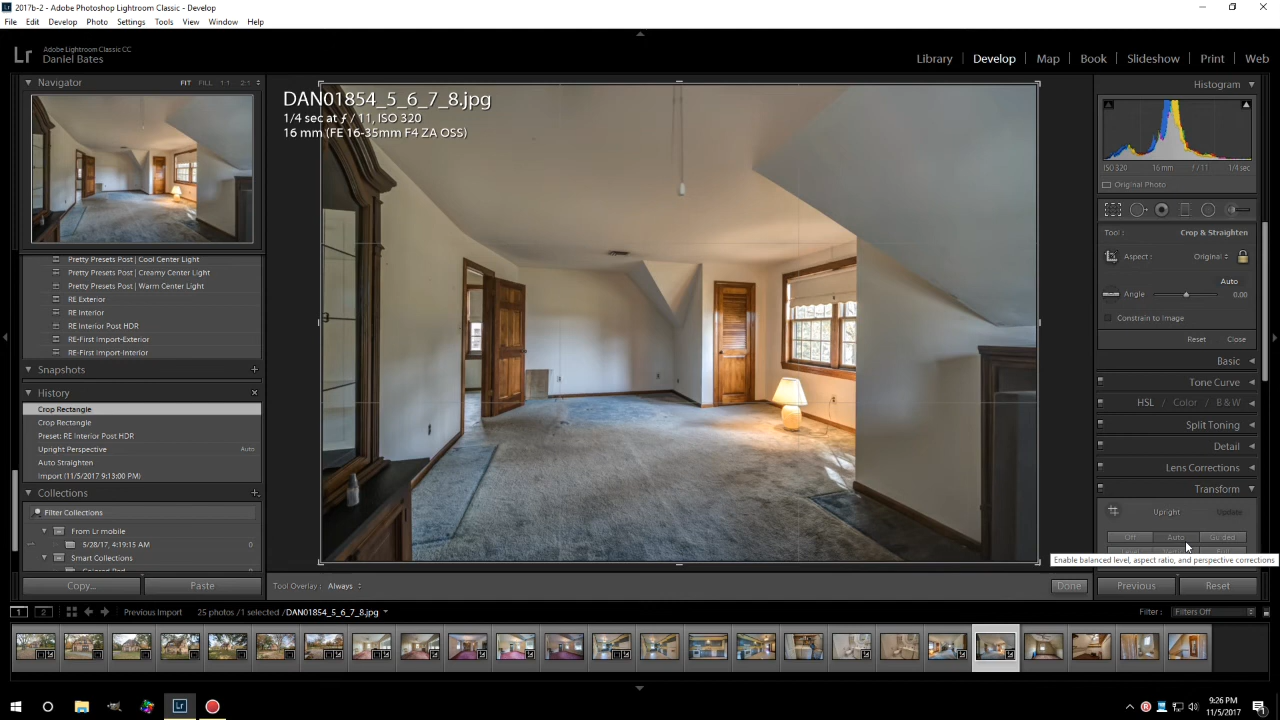 2017b-2 - Adobe Photoshop Lightroom Classic - Develop
File Edit Develop Photo Settings Tools View Window Help
Lr
Adobe Lightroom Classic CC
Daniel Bates
Library Develop Map Book Slideshow Print Web
Navigator FIT FILL 1:1 2:1
DAN01854_5_6_7_8.jpg
1/4 sec at ƒ / 11, ISO 320
16 mm (FE 16-35mm F4 ZA OSS)
Histogram
ISO 320 16 mm f / 11 1/4 sec
Original Photo
Tool : Crop & Straighten
Aspect : Original
Auto
Angle 0.00
Constrain to Image
Reset Close
Basic
Tone Curve
HSL / Color / B & W
Split Toning
Detail
Lens Corrections
Transform
Upright Update
Off Auto Guided
Enable balanced level, aspect ratio, and perspective corrections
Previous Reset
Pretty Presets Post | Cool Center Light
Pretty Presets Post | Creamy Center Light
Pretty Presets Post | Warm Center Light
RE Exterior
RE Interior
RE Interior Post HDR
RE-First Import-Exterior
RE-First Import-Interior
Snapshots
History
Crop Rectangle
Crop Rectangle
Preset: RE Interior Post HDR
Upright Perspective Auto
Auto Straighten
Import (11/5/2017 9:13:00 PM)
Collections
Filter Collections
From Lr mobile
5/28/17, 4:19:15 AM 0
Smart Collections
Copy... Paste
Tool Overlay : Always Done
1 2 Previous Import 25 photos / 1 selected / DAN01854_5_6_7_8.jpg Filter : Filters Off
Lr
9:26 PM
11/5/2017
1